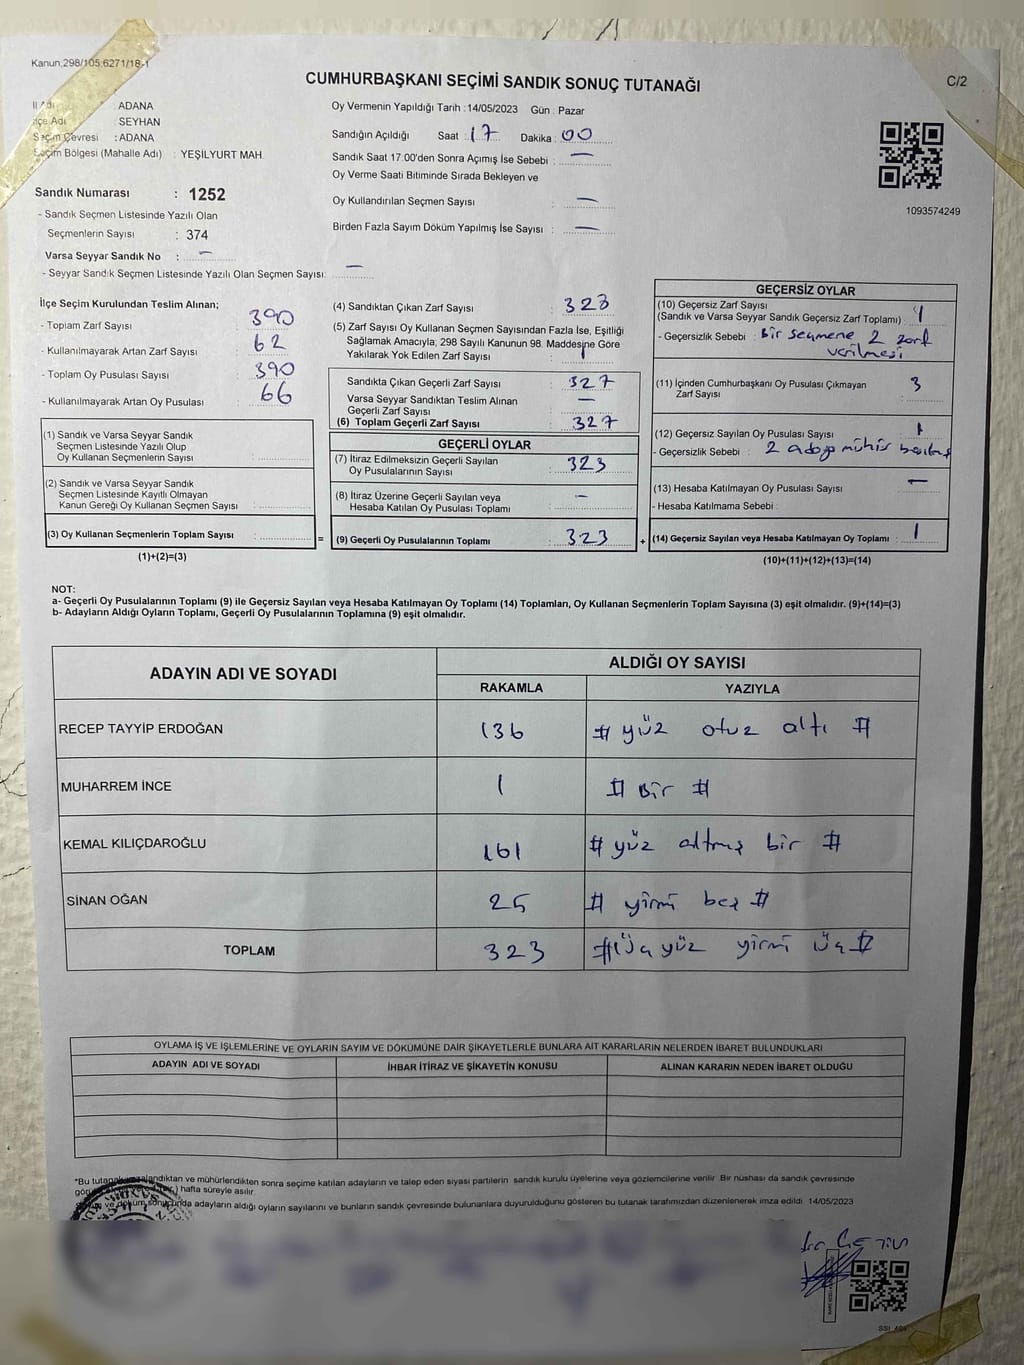 Kanun,298/105,6271/18-1
C/2
CUMHURBAŞKANI SEÇİMİ SANDIK SONUÇ TUTANAĞI
İl Adı : ADANA
İlçe Adı : SEYHAN
Seçim Çevresi : ADANA
Seçim Bölgesi (Mahalle Adı) : YEŞİLYURT MAH.
Sandık Numarası : 1252
- Sandık Seçmen Listesinde Yazılı Olan
Seçmenlerin Sayısı : 374
Varsa Seyyar Sandık No : —
- Seyyar Sandık Seçmen Listesinde Yazılı Olan Seçmen Sayısı: —
Oy Vermenin Yapıldığı Tarih :14/05/2023 Gün : Pazar
Sandığın Açıldığı Saat : 17 Dakika : 00
Sandık Saat 17:00'den Sonra Açımış İse Sebebi : —
Oy Verme Saati Bitiminde Sırada Bekleyen ve
Oy Kullandırılan Seçmen Sayısı : —
Birden Fazla Sayım Döküm Yapılmış İse Sayısı : —
1093574249
İlçe Seçim Kurulundan Teslim Alınan;
- Toplam Zarf Sayısı : 390
- Kullanılmayarak Artan Zarf Sayısı : 62
- Toplam Oy Pusulası Sayısı : 390
- Kullanılmayarak Artan Oy Pusulası : 66
(1) Sandık ve Varsa Seyyar Sandık
Seçmen Listesinde Yazılı Olup
Oy Kullanan Seçmenlerin Sayısı :
(2) Sandık ve Varsa Seyyar Sandık
Seçmen Listesinde Kayıtlı Olmayan
Kanun Gereği Oy Kullanan Seçmen Sayısı :
(3) Oy Kullanan Seçmenlerin Toplam Sayısı : =
(1)+(2)=(3)
(4) Sandıktan Çıkan Zarf Sayısı : 328
(5) Zarf Sayısı Oy Kullanan Seçmen Sayısından Fazla İse, Eşitliği
Sağlamak Amacıyla, 298 Sayılı Kanunun 98. Maddesine Göre
Yakılarak Yok Edilen Zarf Sayısı : 1
Sandıkta Çıkan Geçerli Zarf Sayısı : 327
Varsa Seyyar Sandıktan Teslim Alınan
Geçerli Zarf Sayısı : —
(6) Toplam Geçerli Zarf Sayısı : 327
GEÇERLİ OYLAR
(7) İtiraz Edilmeksizin Geçerli Sayılan
Oy Pusulalarının Sayısı : 323
(8) İtiraz Üzerine Geçerli Sayılan veya
Hesaba Katılan Oy Pusulası Toplamı : —
(9) Geçerli Oy Pusulalarının Toplamı : 323 +
GEÇERSİZ OYLAR
(10) Geçersiz Zarf Sayısı
(Sandık ve Varsa Seyyar Sandık Geçersiz Zarf Toplamı) : 1
- Geçersizlik Sebebi : bir seçmene 2 zarf
verilmesi
(11) İçinden Cumhurbaşkanı Oy Pusulası Çıkmayan
Zarf Sayısı : 3
(12) Geçersiz Sayılan Oy Pusulası Sayısı : 1
- Geçersizlik Sebebi : 2 adet mühür basılmış
(13) Hesaba Katılmayan Oy Pusulası Sayısı : —
- Hesaba Katılmama Sebebi :
(14) Geçersiz Sayılan veya Hesaba Katılmayan Oy Toplamı : 1
(10)+(11)+(12)+(13)=(14)
NOT:
a- Geçerli Oy Pusulalarının Toplamı (9) ile Geçersiz Sayılan veya Hesaba Katılmayan Oy Toplamı (14) Toplamları, Oy Kullanan Seçmenlerin Toplam Sayısına (3) eşit olmalıdır. (9)+(14)=(3)
b- Adayların Aldığı Oyların Toplamı, Geçerli Oy Pusulalarının Toplamına (9) eşit olmalıdır.
ADAYIN ADI VE SOYADI
ALDIĞI OY SAYISI
RAKAMLA YAZIYLA
RECEP TAYYİP ERDOĞAN 136 # yüz otuz altı #
MUHARREM İNCE 1 # Bir #
KEMAL KILIÇDAROĞLU 161 # yüz altmış bir #
SİNAN OĞAN 25 # yirmi beş #
TOPLAM 323 # Üç yüz yirmi üç #
OYLAMA İŞ VE İŞLEMLERİNE VE OYLARIN SAYIM VE DÖKÜMÜNE DAİR ŞİKAYETLERLE BUNLARA AİT KARARLARIN NELERDEN İBARET BULUNDUKLARI
ADAYIN ADI VE SOYADI İHBAR İTİRAZ VE ŞİKAYETİN KONUSU ALINAN KARARIN NEDEN İBARET OLDUĞU
*Bu tutanak imzalandıktan ve mühürlendikten sonra seçime katılan adayların ve talep eden siyasi partilerin sandık kurulu üyelerine veya gözlemcilerine verilir. Bir nüshası da sandık çevresinde
hafta süreyle asılır.
ve döküm sonucunda adayların aldığı oyların sayılarını ve bunların sandık çevresinde bulunanlara duyurulduğunu gösteren bu tutanak tarafımızdan düzenlenerek imza edildi. 14/05/2023